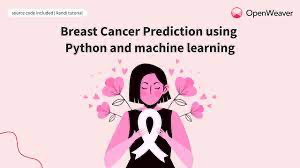 source code included | kandi tutorial
OpenWeaver
Breast Cancer Prediction using
Python and machine learning